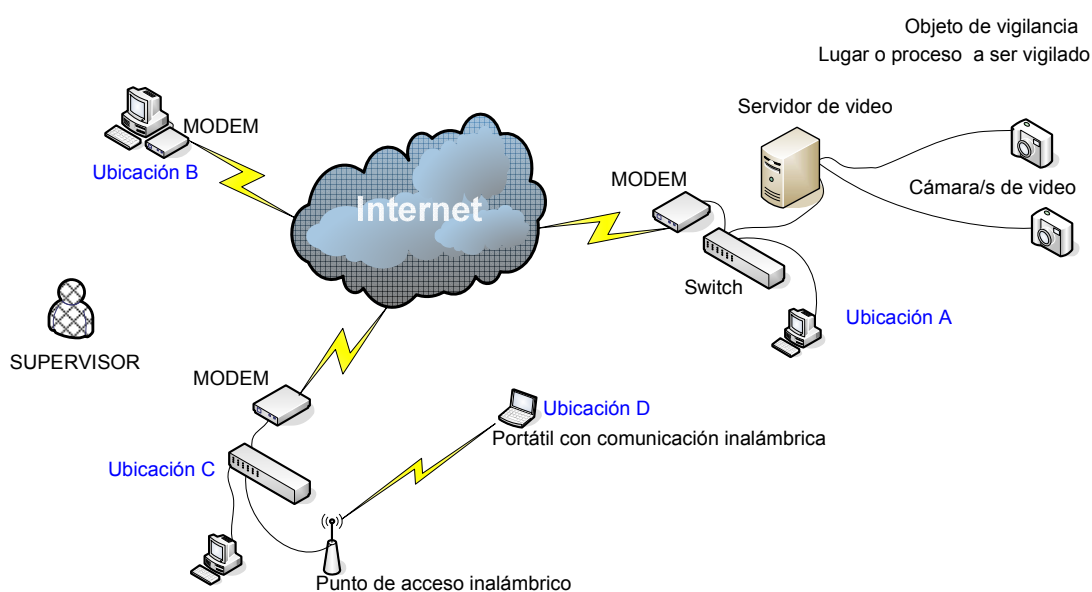 Objeto de vigilancia
Lugar o proceso a ser vigilado
Servidor de video
MODEM
Ubicación B
MODEM
Cámara/s de video
Internet
Switch
Ubicación A
SUPERVISOR
MODEM
Ubicación D
Portátil con comunicación inalámbrica
Ubicación C
Punto de acceso inalámbrico